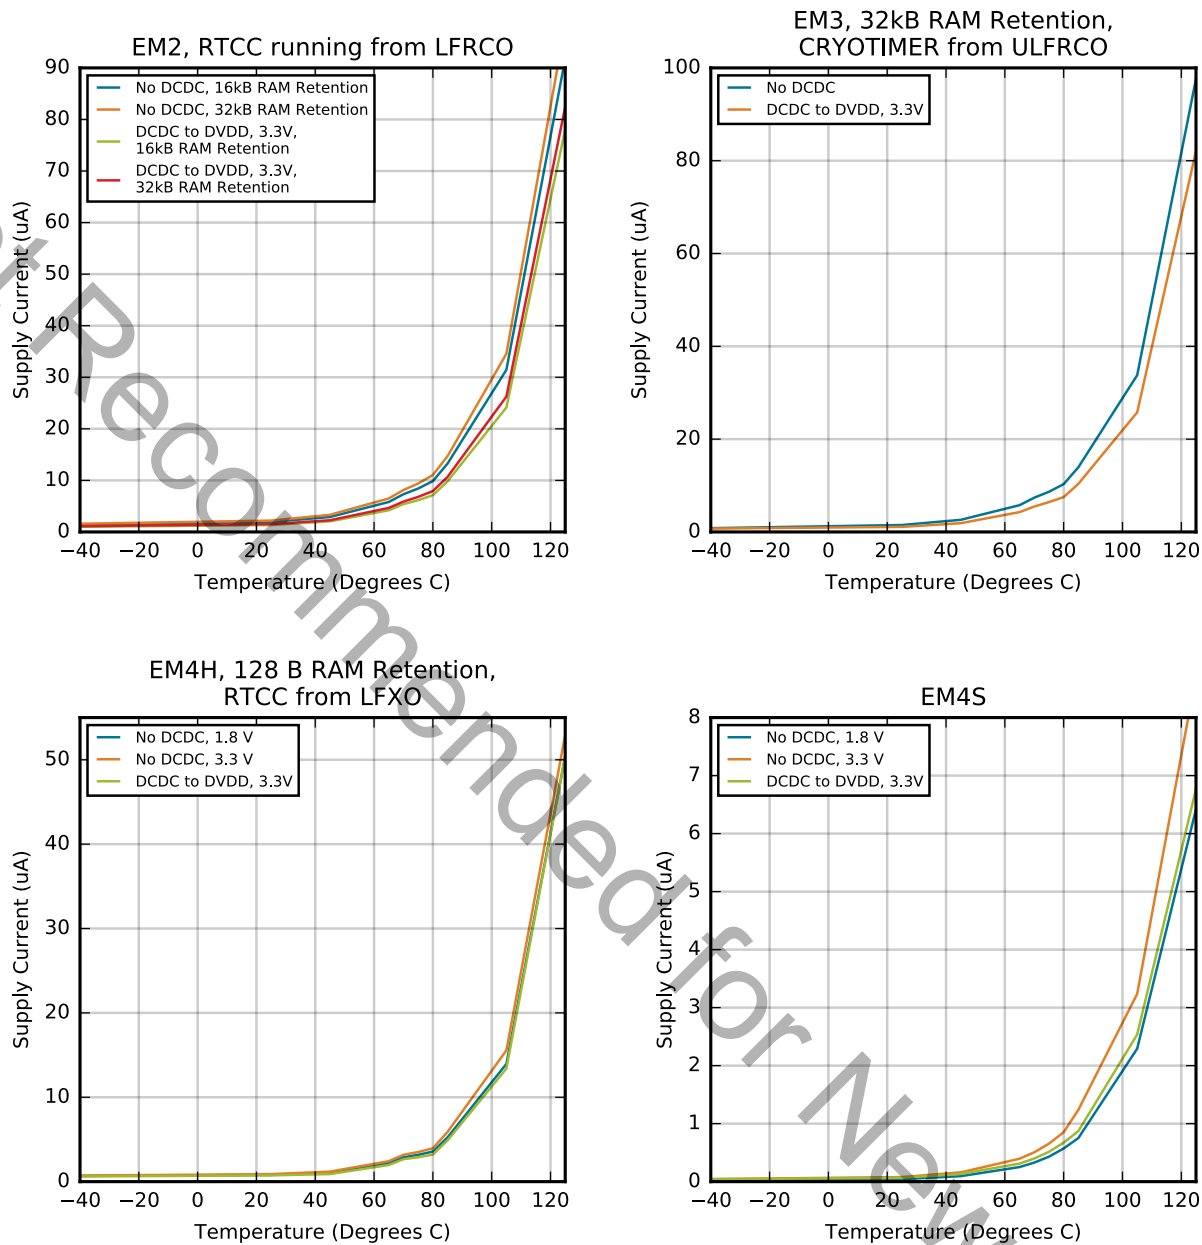 EM2, RTCC running from LFRCO
90
80
70
60
50
40
30
20
10
0
Supply Current (uA)
No DCDC, 16kB RAM Retention
No DCDC, 32kB RAM Retention
DCDC to DVDD, 3.3V,
16kB RAM Retention
DCDC to DVDD, 3.3V,
32kB RAM Retention
−40 −20 0 20 40 60 80 100 120
Temperature (Degrees C)
EM3, 32kB RAM Retention,
CRYOTIMER from ULFRCO
100
80
60
40
20
0
Supply Current (uA)
No DCDC
DCDC to DVDD, 3.3V
−40 −20 0 20 40 60 80 100 120
Temperature (Degrees C)
EM4H, 128 B RAM Retention,
RTCC from LFXO
50
40
30
20
10
0
Supply Current (uA)
No DCDC, 1.8 V
No DCDC, 3.3 V
DCDC to DVDD, 3.3V
−40 −20 0 20 40 60 80 100 120
Temperature (Degrees C)
EM4S
8
7
6
5
4
3
2
1
0
Supply Current (uA)
No DCDC, 1.8 V
No DCDC, 3.3 V
DCDC to DVDD, 3.3V
−40 −20 0 20 40 60 80 100 120
Temperature (Degrees C)
Recommended for New